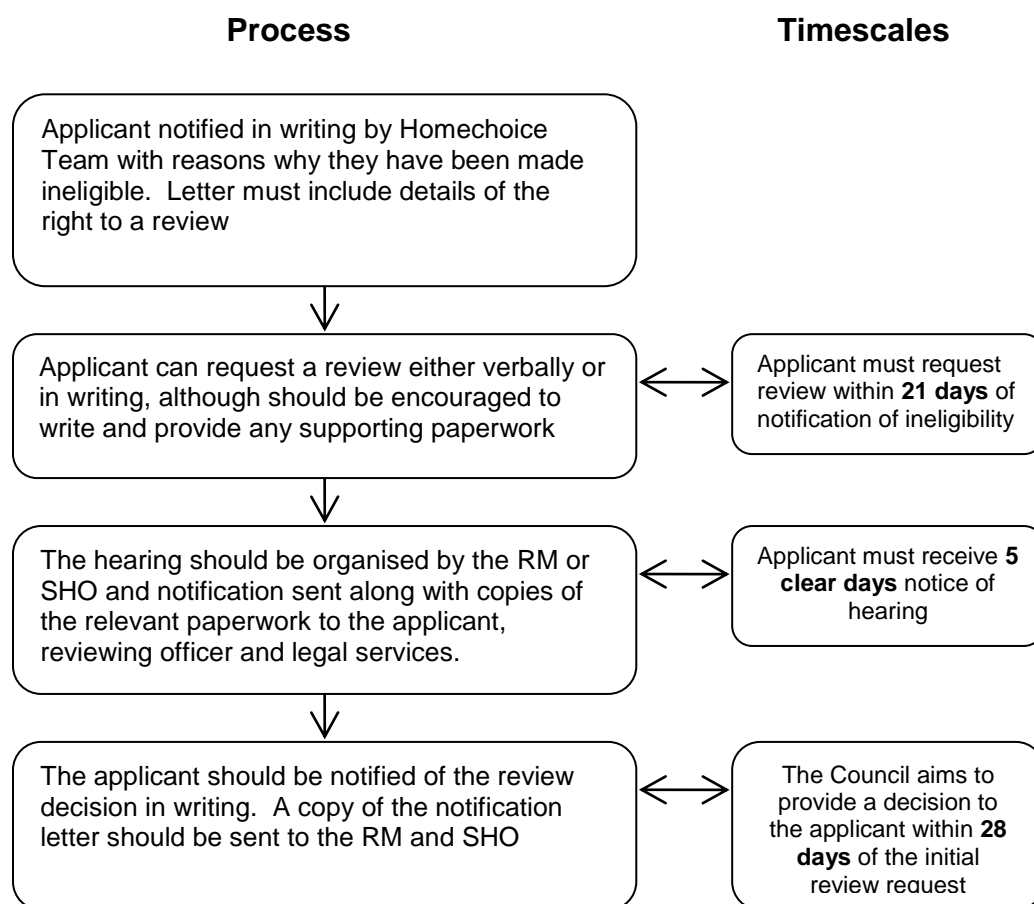 Process
Timescales
Applicant notified in writing by Homechoice
Team with reasons why they have been made
ineligible.  Letter must include details of the
right to a review
Applicant can request a review either verbally or
in writing, although should be encouraged to
write and provide any supporting paperwork
Applicant must request
review within 21 days of
notification of ineligibility
The hearing should be organised by the RM or
SHO and notification sent along with copies of
the relevant paperwork to the applicant,
reviewing officer and legal services.
Applicant must receive 5
clear days notice of
hearing
The applicant should be notified of the review
decision in writing.  A copy of the notification
letter should be sent to the RM and SHO
The Council aims to
provide a decision to
the applicant within 28
days of the initial
review request